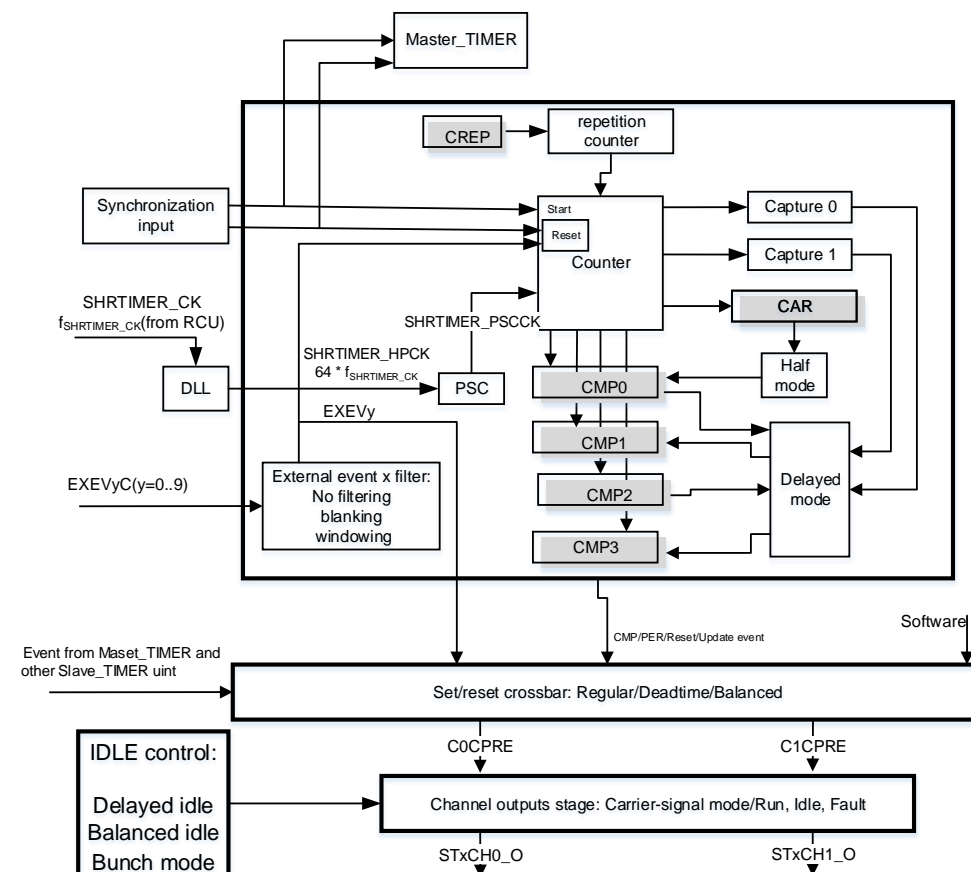 Master_TIMER
CREP
repetition
counter
Synchronization
input
Start
Reset
Counter
Capture 0
Capture 1
CAR
SHRTIMER_CK
fSHRTIMER_CK(from RCU)
SHRTIMER_PSCCK
DLL
SHRTIMER_HPCK
64 * fSHRTIMER_CK
PSC
Half
mode
CMP0
EXEVy
CMP1
External event x filter:
No filtering
blanking
windowing
EXEVyC(y=0..9)
CMP2
Delayed
mode
CMP3
CMP/PER/Reset/Update event
Software
Event from Maset_TIMER and
other Slave_TIMER uint
Set/reset crossbar: Regular/Deadtime/Balanced
C0CPRE
C1CPRE
IDLE control:
Delayed idle
Balanced idle
Bunch mode
Channel outputs stage: Carrier-signal mode/Run, Idle, Fault
STxCH0_O
STxCH1_O